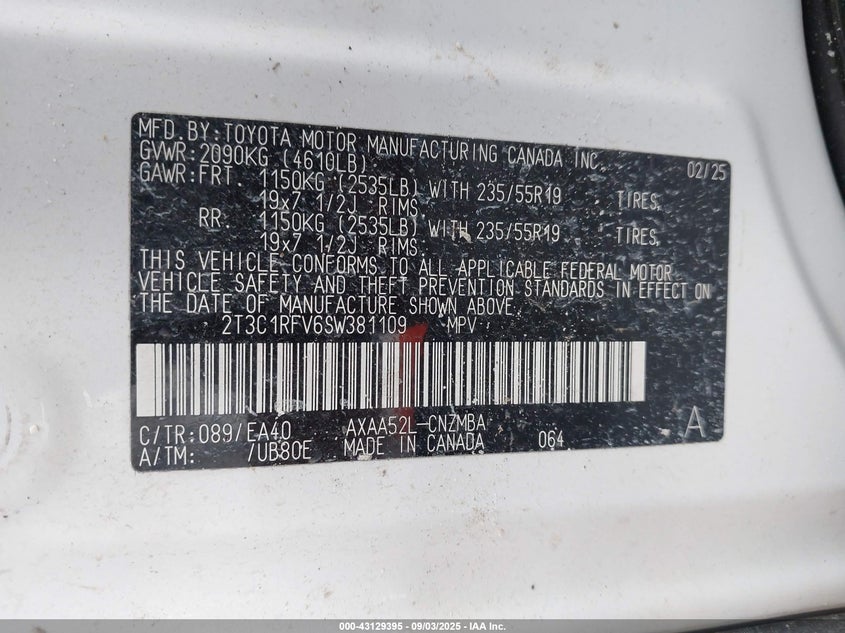 MFD.BY:TOYOTA MOTOR MANUFACTURING CANADA INC. 02/25
GVWR:2090KG (4610LB)
GAWR:FRT. 1150KG (2535LB) WITH 235/55R19 TIRES,
19x7 1/2J RIMS.
RR. 1150KG (2535LB) WITH 235/55R19 TIRES,
19x7 1/2J RIMS.
THIS VEHICLE CONFORMS TO ALL APPLICABLE FEDERAL MOTOR
VEHICLE SAFETY AND THEFT PREVENTION STANDARDS IN EFFECT ON
THE DATE OF MANUFACTURE SHOWN ABOVE.
2T3C1RFV6SW381109 MPV
C/TR:089/EA40 AXAA52L-CNZMBA A
A/TM: /UB80E MADE IN CANADA 064
000-43129395 - 09/03/2025 - IAA Inc.